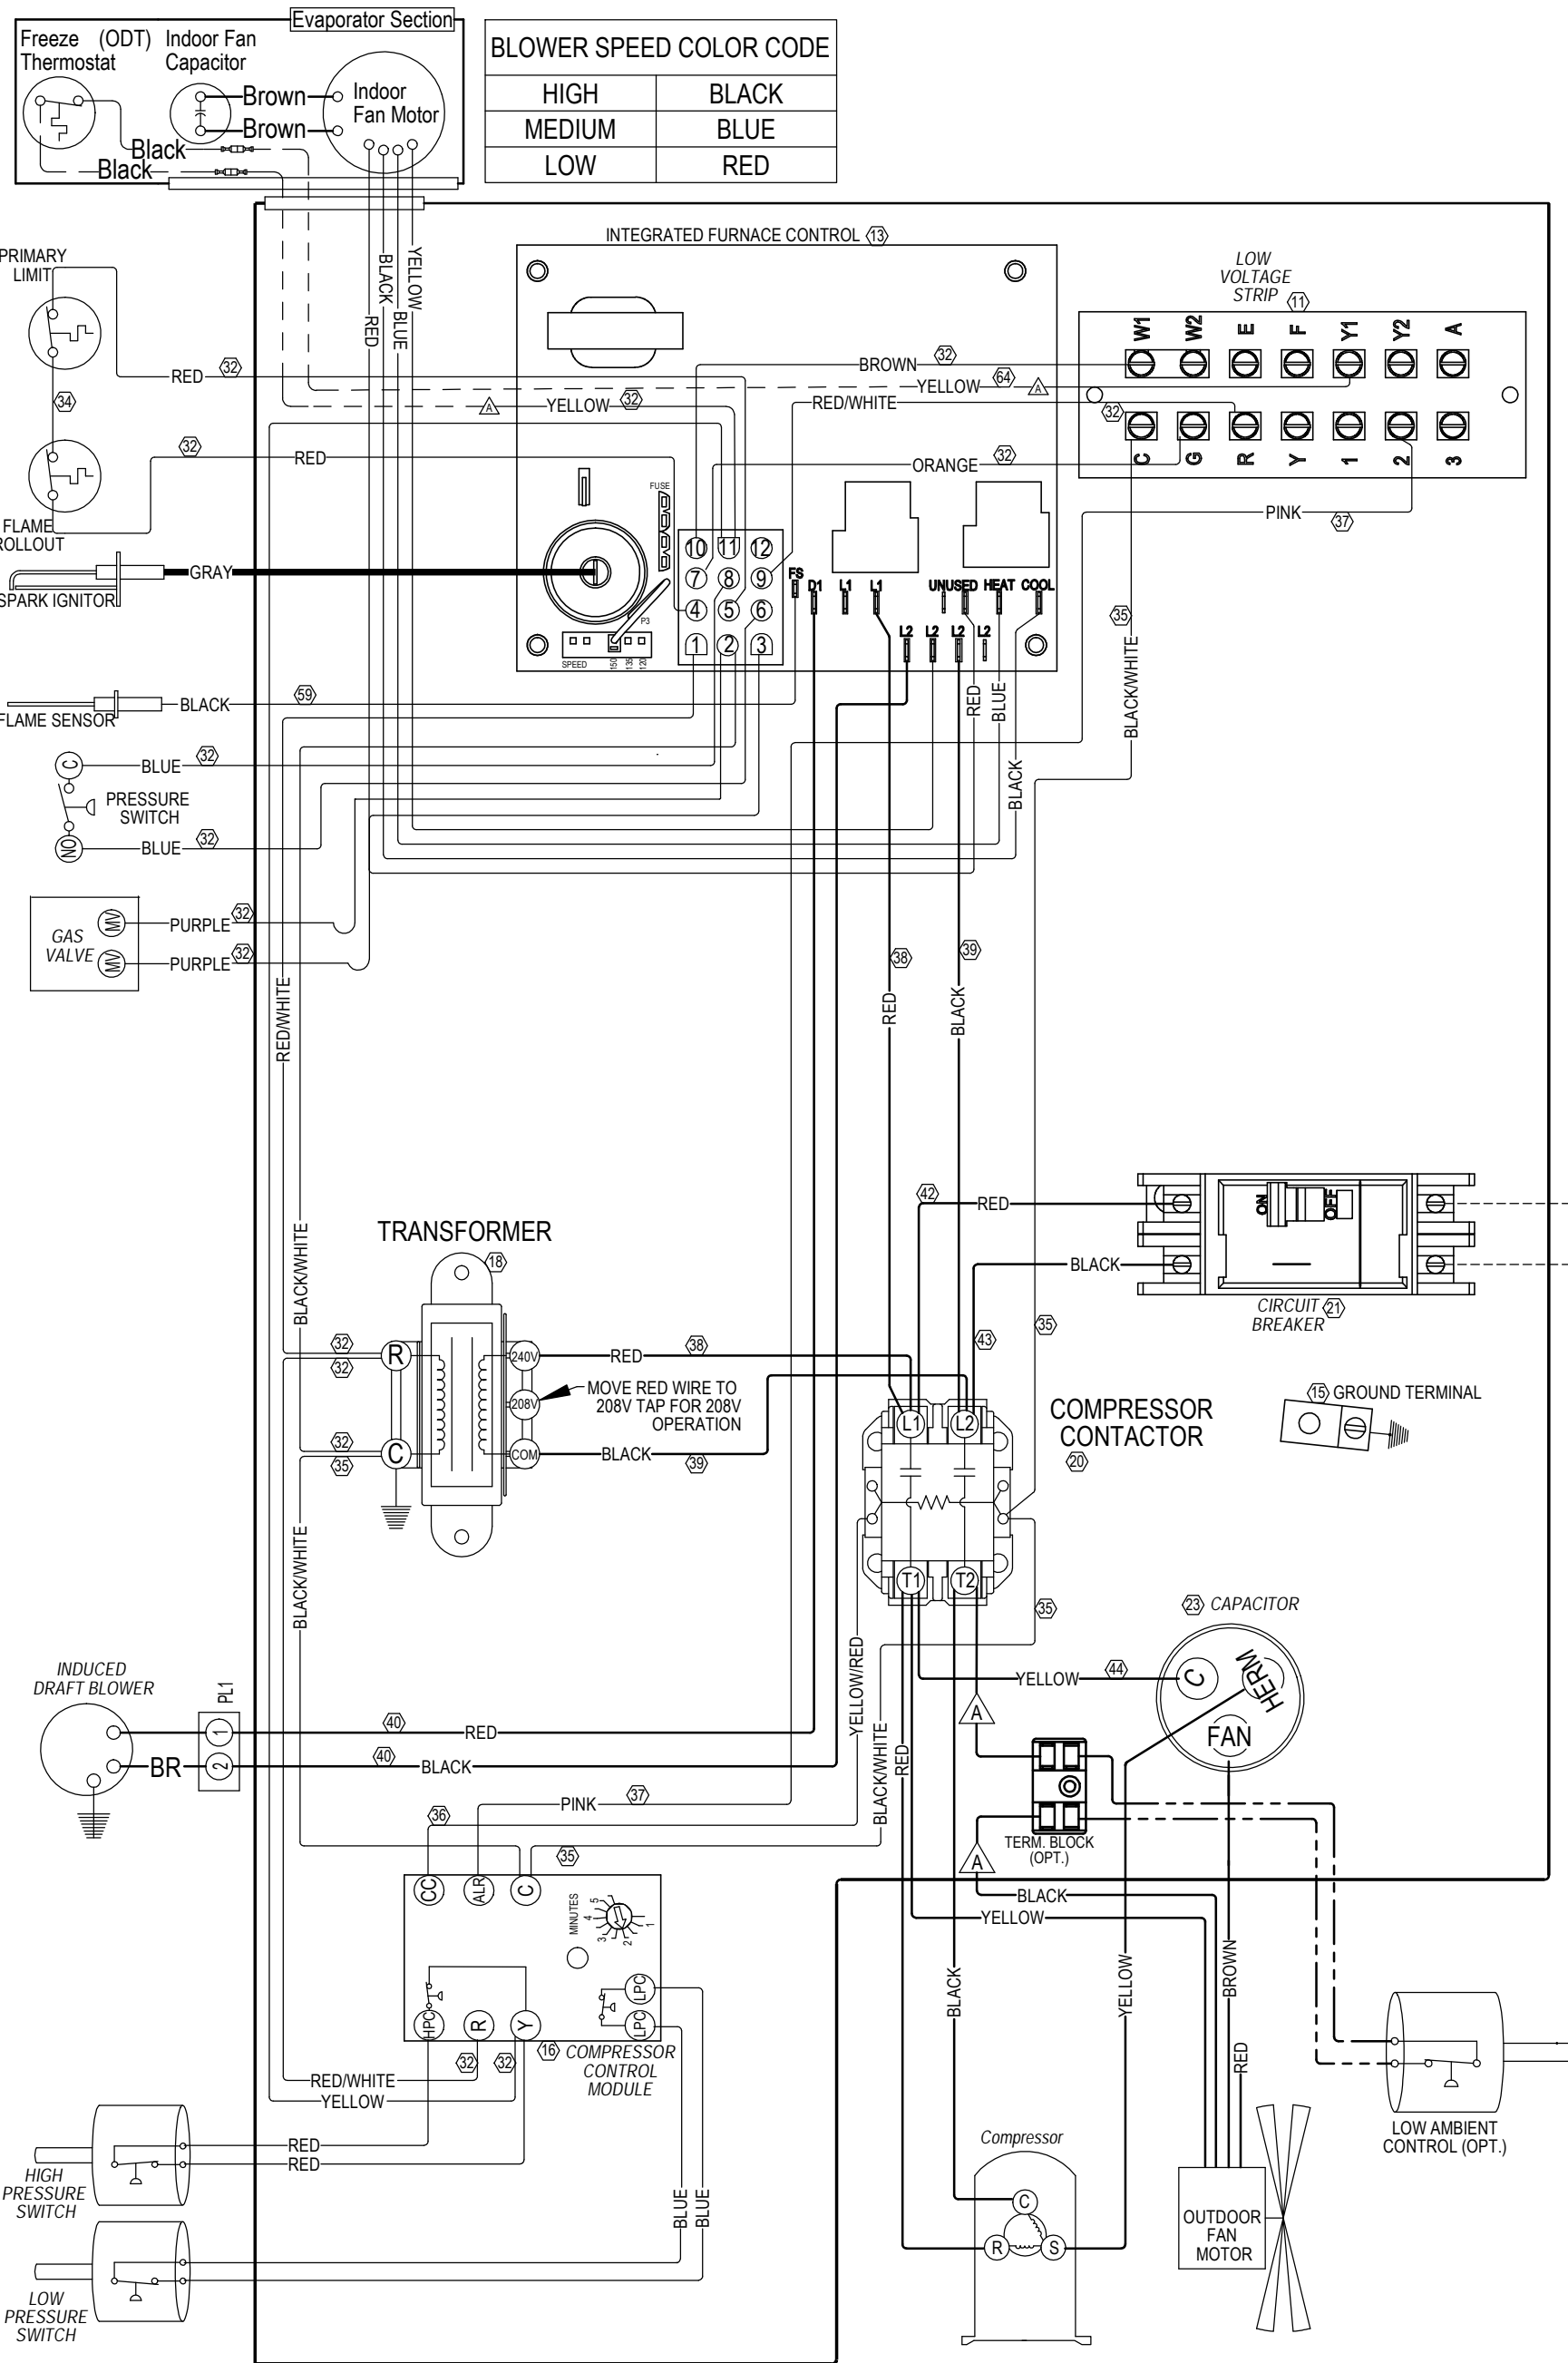 Evaporator Section
Freeze (ODT)
Thermostat
Indoor Fan
Capacitor
Brown
Brown
Indoor
Fan Motor
Black
Black
BLOWER SPEED COLOR CODE
HIGH BLACK
MEDIUM BLUE
LOW RED
PRIMARY
LIMIT
RED
BLACK
BLUE
YELLOW
INTEGRATED FURNACE CONTROL 13
LOW
VOLTAGE
STRIP
11
W1 W2 E F Y1 Y2 A
C G R Y 1 2 3
RED 32
BROWN 32
YELLOW 64 A
A YELLOW 32
RED/WHITE
32
34
32
RED
ORANGE 32
PINK
37
FLAME
ROLLOUT
GRAY
SPARK IGNITOR
FUSE
P3
SPEED
150 135 120
10 11 12
7 8 9
4 5 6
1 2 3
FS D1 L1 L1 UNUSED HEAT COOL
L2 L2 L2 L2
RED
BLUE
BLACK
35
BLACK/WHITE
BLACK 59
FLAME SENSOR
C
BLUE 32
PRESSURE
SWITCH
NO
BLUE 32
GAS
VALVE
MV
MV
PURPLE 32
PURPLE 32
RED/WHITE
38
RED
39
BLACK
42
RED
BLACK
ON
OFF
CIRCUIT 21
BREAKER
BLACK/WHITE
TRANSFORMER
18
32
32
R
32
35
C
240V
208V
COM
RED 38
MOVE RED WIRE TO
208V TAP FOR 208V
OPERATION
BLACK
39
43
35
L1 L2
COMPRESSOR
CONTACTOR
20
15 GROUND TERMINAL
BLACK/WHITE
T1 T2
35
23 CAPACITOR
C
HERM
FAN
YELLOW 44
YELLOW/RED
BLACK/WHITE
RED
A
INDUCED
DRAFT BLOWER
PL1
1
2
BR
40
RED
40
BLACK
TERM. BLOCK
(OPT.)
A
36
PINK 37
35
CC ALR C
MINUTES
5
4
3
2
1
HPC R Y
LPC
LPC
BLACK
YELLOW
BLACK
YELLOW
BROWN
RED
32
32
16 COMPRESSOR
CONTROL
MODULE
RED/WHITE
YELLOW
RED
RED
HIGH
PRESSURE
SWITCH
BLUE
BLUE
LOW
PRESSURE
SWITCH
Compressor
C
R
S
OUTDOOR
FAN
MOTOR
LOW AMBIENT
CONTROL (OPT.)